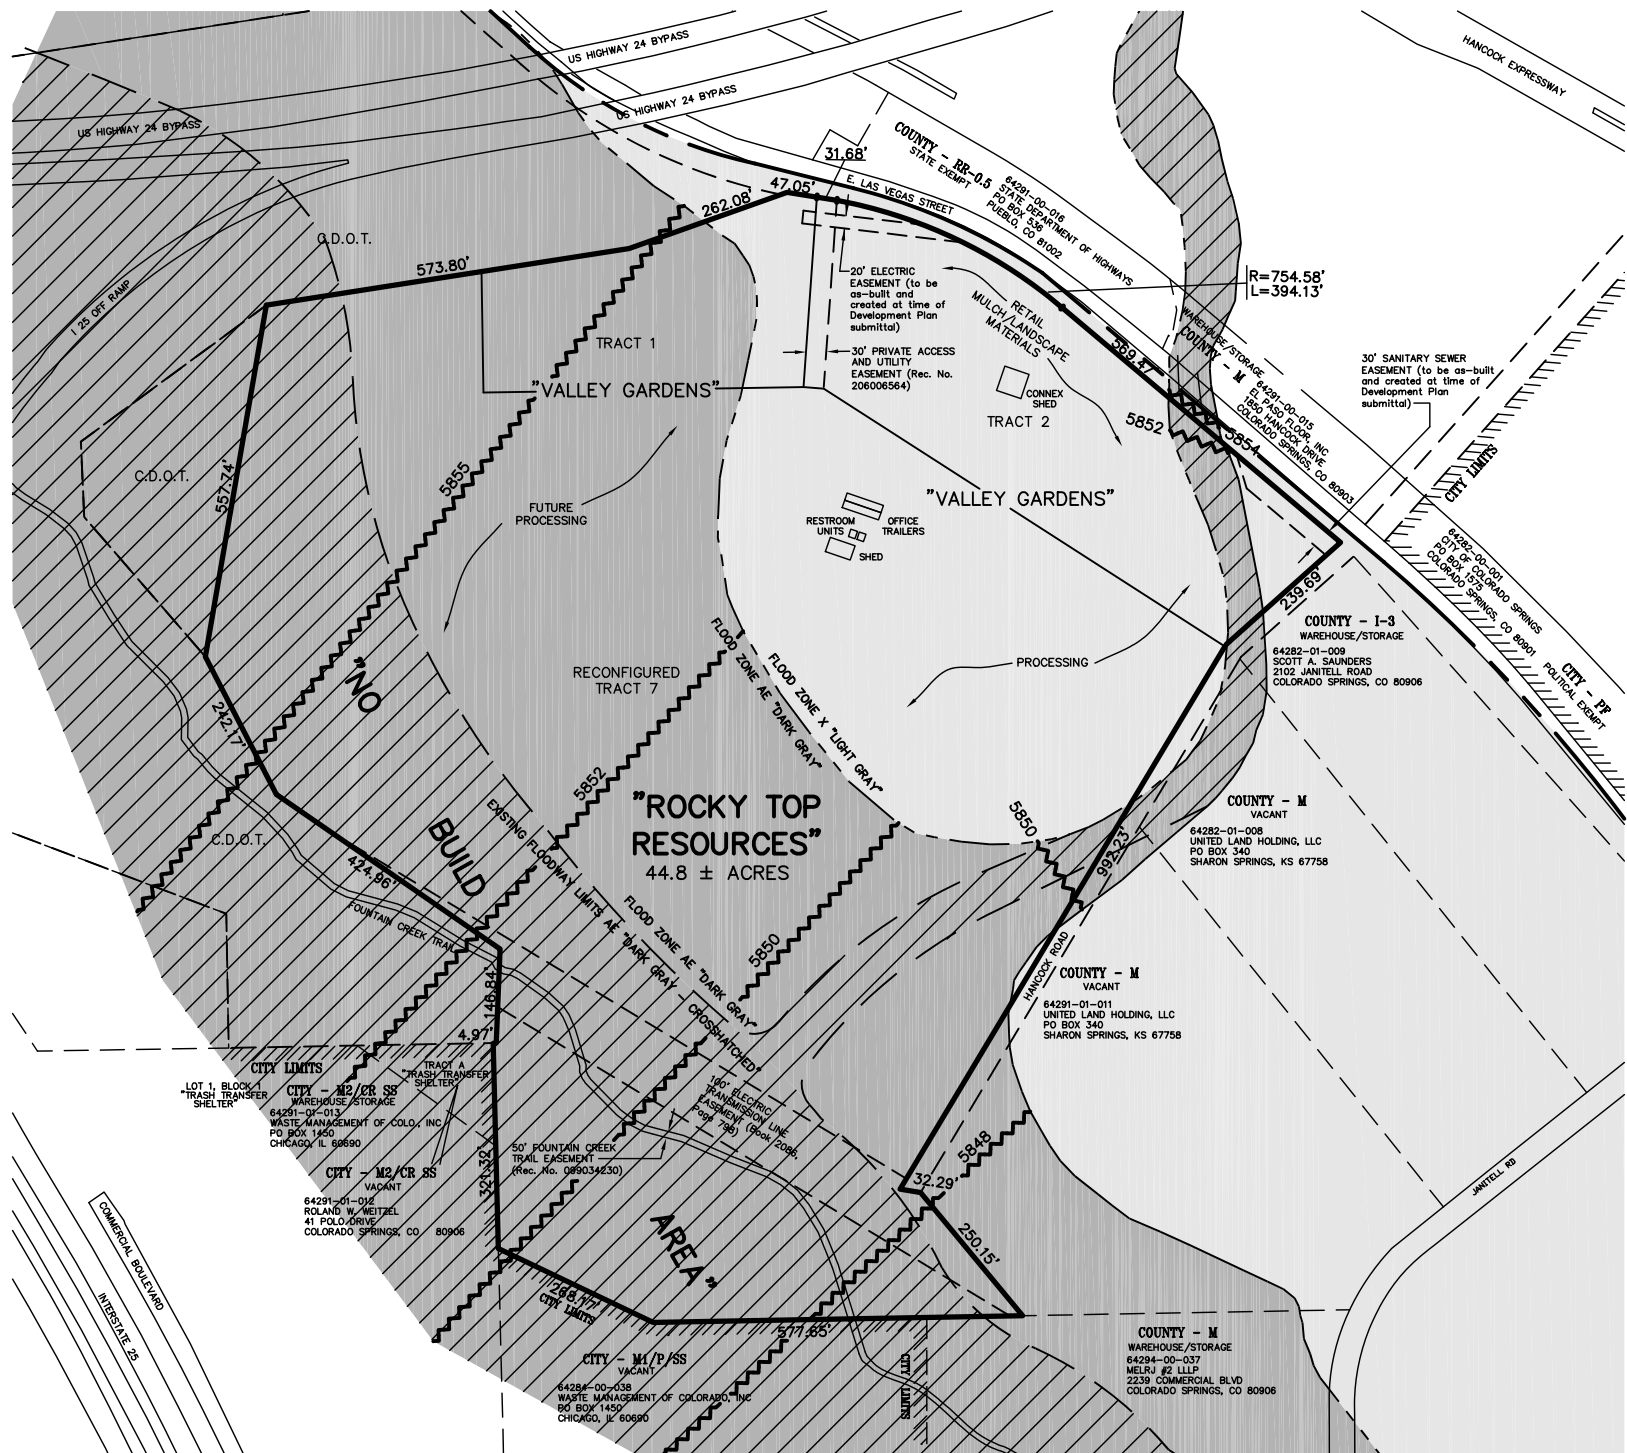 US HIGHWAY 24 BYPASS
US HIGHWAY 24 BYPASS
US HIGHWAY 24 BYPASS
HANCOCK EXPRESSWAY
I 25 OFF RAMP
C.D.O.T.
573.80'
262.08'
47.05'
31.68'
E. LAS VEGAS STREET
COUNTY - RR-0.5
STATE EXEMPT
64291-00-016
STATE DEPARTMENT OF HIGHWAYS
PO BOX 536
PUEBLO, CO 81002
R=754.58'
L=394.13'
20' ELECTRIC
EASEMENT (to be
as-built and
created at time of
Development Plan
submittal)
RETAIL
MULCH/LANDSCAPE
MATERIALS
30' PRIVATE ACCESS
AND UTILITY
EASEMENT (Rec. No.
206006564)
TRACT 1
"VALLEY GARDENS"
CONNEX
SHED
TRACT 2
569.47'
WAREHOUSE/STORAGE
COUNTY - M
64291-00-015
EL PASO FLOOR, INC
1850 HANCOCK DRIVE
COLORADO SPRINGS, CO 80903
5852
5854
30' SANITARY SEWER
EASEMENT (to be as-built
and created at time of
Development Plan
submittal)
CITY LIMITS
C.D.O.T.
557.74'
5855
FUTURE
PROCESSING
"VALLEY GARDENS"
RESTROOM
UNITS
OFFICE
TRAILERS
SHED
64282-00-001
CITY OF COLORADO SPRINGS
PO BOX 1575
COLORADO SPRINGS, CO 80901
CITY - PF
POLITICAL EXEMPT
239.69'
COUNTY - I-3
WAREHOUSE/STORAGE
64282-01-009
SCOTT A. SAUNDERS
2102 JANITELL ROAD
COLORADO SPRINGS, CO 80906
"NO
242.17'
RECONFIGURED
TRACT 7
FLOOD ZONE AE "DARK GRAY"
FLOOD ZONE X "LIGHT GRAY"
PROCESSING
5852
"ROCKY TOP
RESOURCES"
44.8 ± ACRES
5850
992.23'
COUNTY - M
VACANT
64282-01-008
UNITED LAND HOLDING, LLC
PO BOX 340
SHARON SPRINGS, KS 67758
C.D.O.T.
424.96'
BUILD
FOUNTAIN CREEK TRAIL
EXISTING FLOODWAY LIMITS AE "DARK GRAY
CROSSHATCHED"
FLOOD ZONE AE "DARK GRAY"
5850
HANCOCK ROAD
COUNTY - M
VACANT
64291-01-011
UNITED LAND HOLDING, LLC
PO BOX 340
SHARON SPRINGS, KS 67758
146.84'
4.97'
CITY LIMITS
LOT 1, BLOCK 1
"TRASH TRANSFER
SHELTER"
CITY - M2/CR SS
WAREHOUSE/STORAGE
64291-01-013
WASTE MANAGEMENT OF COLO., INC
PO BOX 1450
CHICAGO, IL 60690
TRACT A
"TRASH TRANSFER
SHELTER"
100' ELECTRIC
TRANSMISSION LINE
EASEMENT (Book 2086,
Page 798)
50' FOUNTAIN CREEK
TRAIL EASEMENT
(Rec. No. 099034230)
321.32'
CITY - M2/CR SS
VACANT
64291-01-012
ROLAND W. WEITZEL
41 POLO DRIVE
COLORADO SPRINGS, CO 80906
5848
32.29'
250.15'
JANITELL RD
COMMERCIAL BOULEVARD
INTERSTATE 25
AREA"
268.17'
CITY LIMITS
577.65'
CITY LIMITS
CITY - M1/P/SS
VACANT
64284-00-038
WASTE MANAGEMENT OF COLORADO, INC
PO BOX 1450
CHICAGO, IL 60690
COUNTY - M
WAREHOUSE/STORAGE
64294-00-037
MELRJ #2 LLLP
2239 COMMERCIAL BLVD
COLORADO SPRINGS, CO 80906